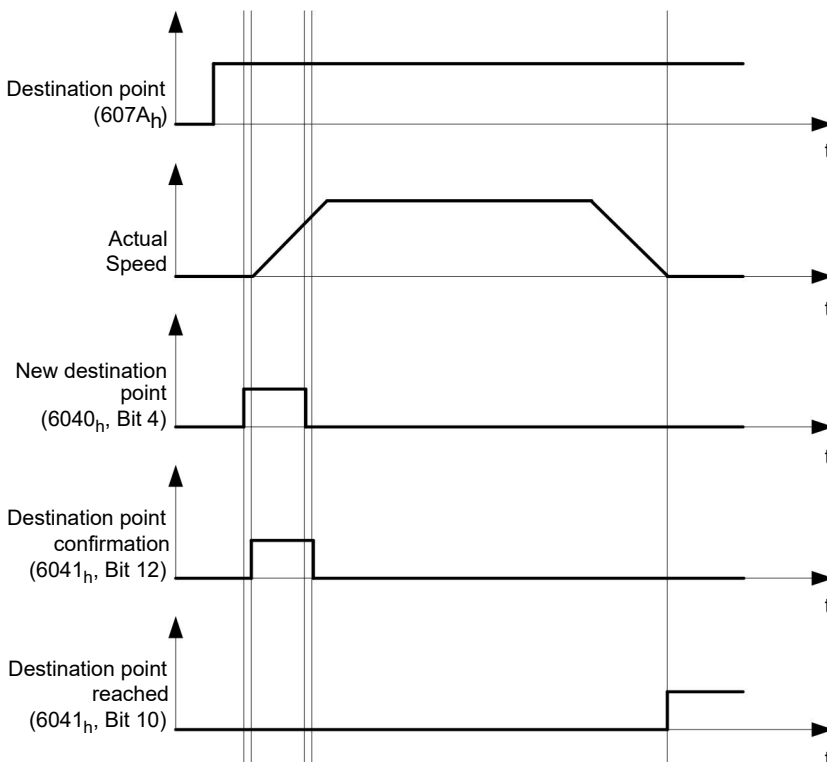 Destination point
(607Ah)
t
Actual
Speed
t
New destination
point
(6040h, Bit 4)
t
Destination point
confirmation
(6041h, Bit 12)
t
Destination point
reached
(6041h, Bit 10)
t